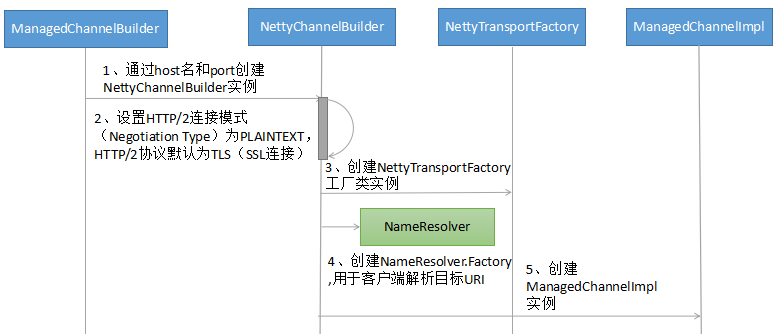 ManagedChannelBuilder
NettyChannelBuilder
NettyTransportFactory
ManagedChannelImpl
1、通过host名和port创建
NettyChannelBuilder实例
2、设置HTTP/2连接模式
（Negotiation Type）为PLAINTEXT，
HTTP/2协议默认为TLS（SSL连接）
3、创建NettyTransportFactory
工厂类实例
NameResolver
4、创建NameResolver.Factory
,用于客户端解析目标URI
5、创建
ManagedChannelImpl
实例